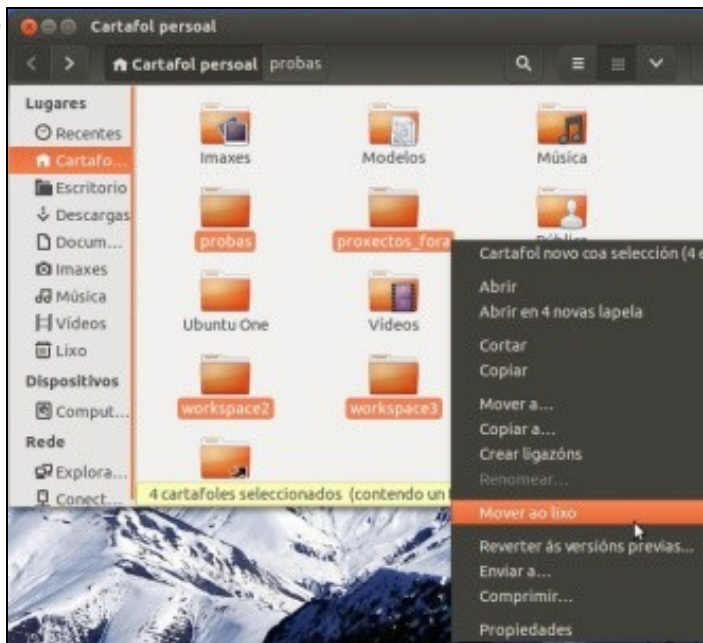 Cartafol persoal
Cartafol persoal probas
Lugares
Recentes
Cartafo...
Escritorio
Descargas
Docum...
Imaxes
Música
Vídeos
Lixo
Dispositivos
Comput...
Rede
Explora...
Conect...
Imaxes Modelos Música
probas proxectos_fora Público
Ubuntu One Vídeos
workspace2 workspace3
4 cartafoles seleccionados (contendo un
Cartafol novo coa selección (4 e
Abrir
Abrir en 4 novas lapela
Cortar
Copiar
Mover a...
Copiar a...
Crear ligazóns
Renomear...
Mover ao lixo
Reverter ás versións previas...
Enviar a...
Comprimir...
Propiedades